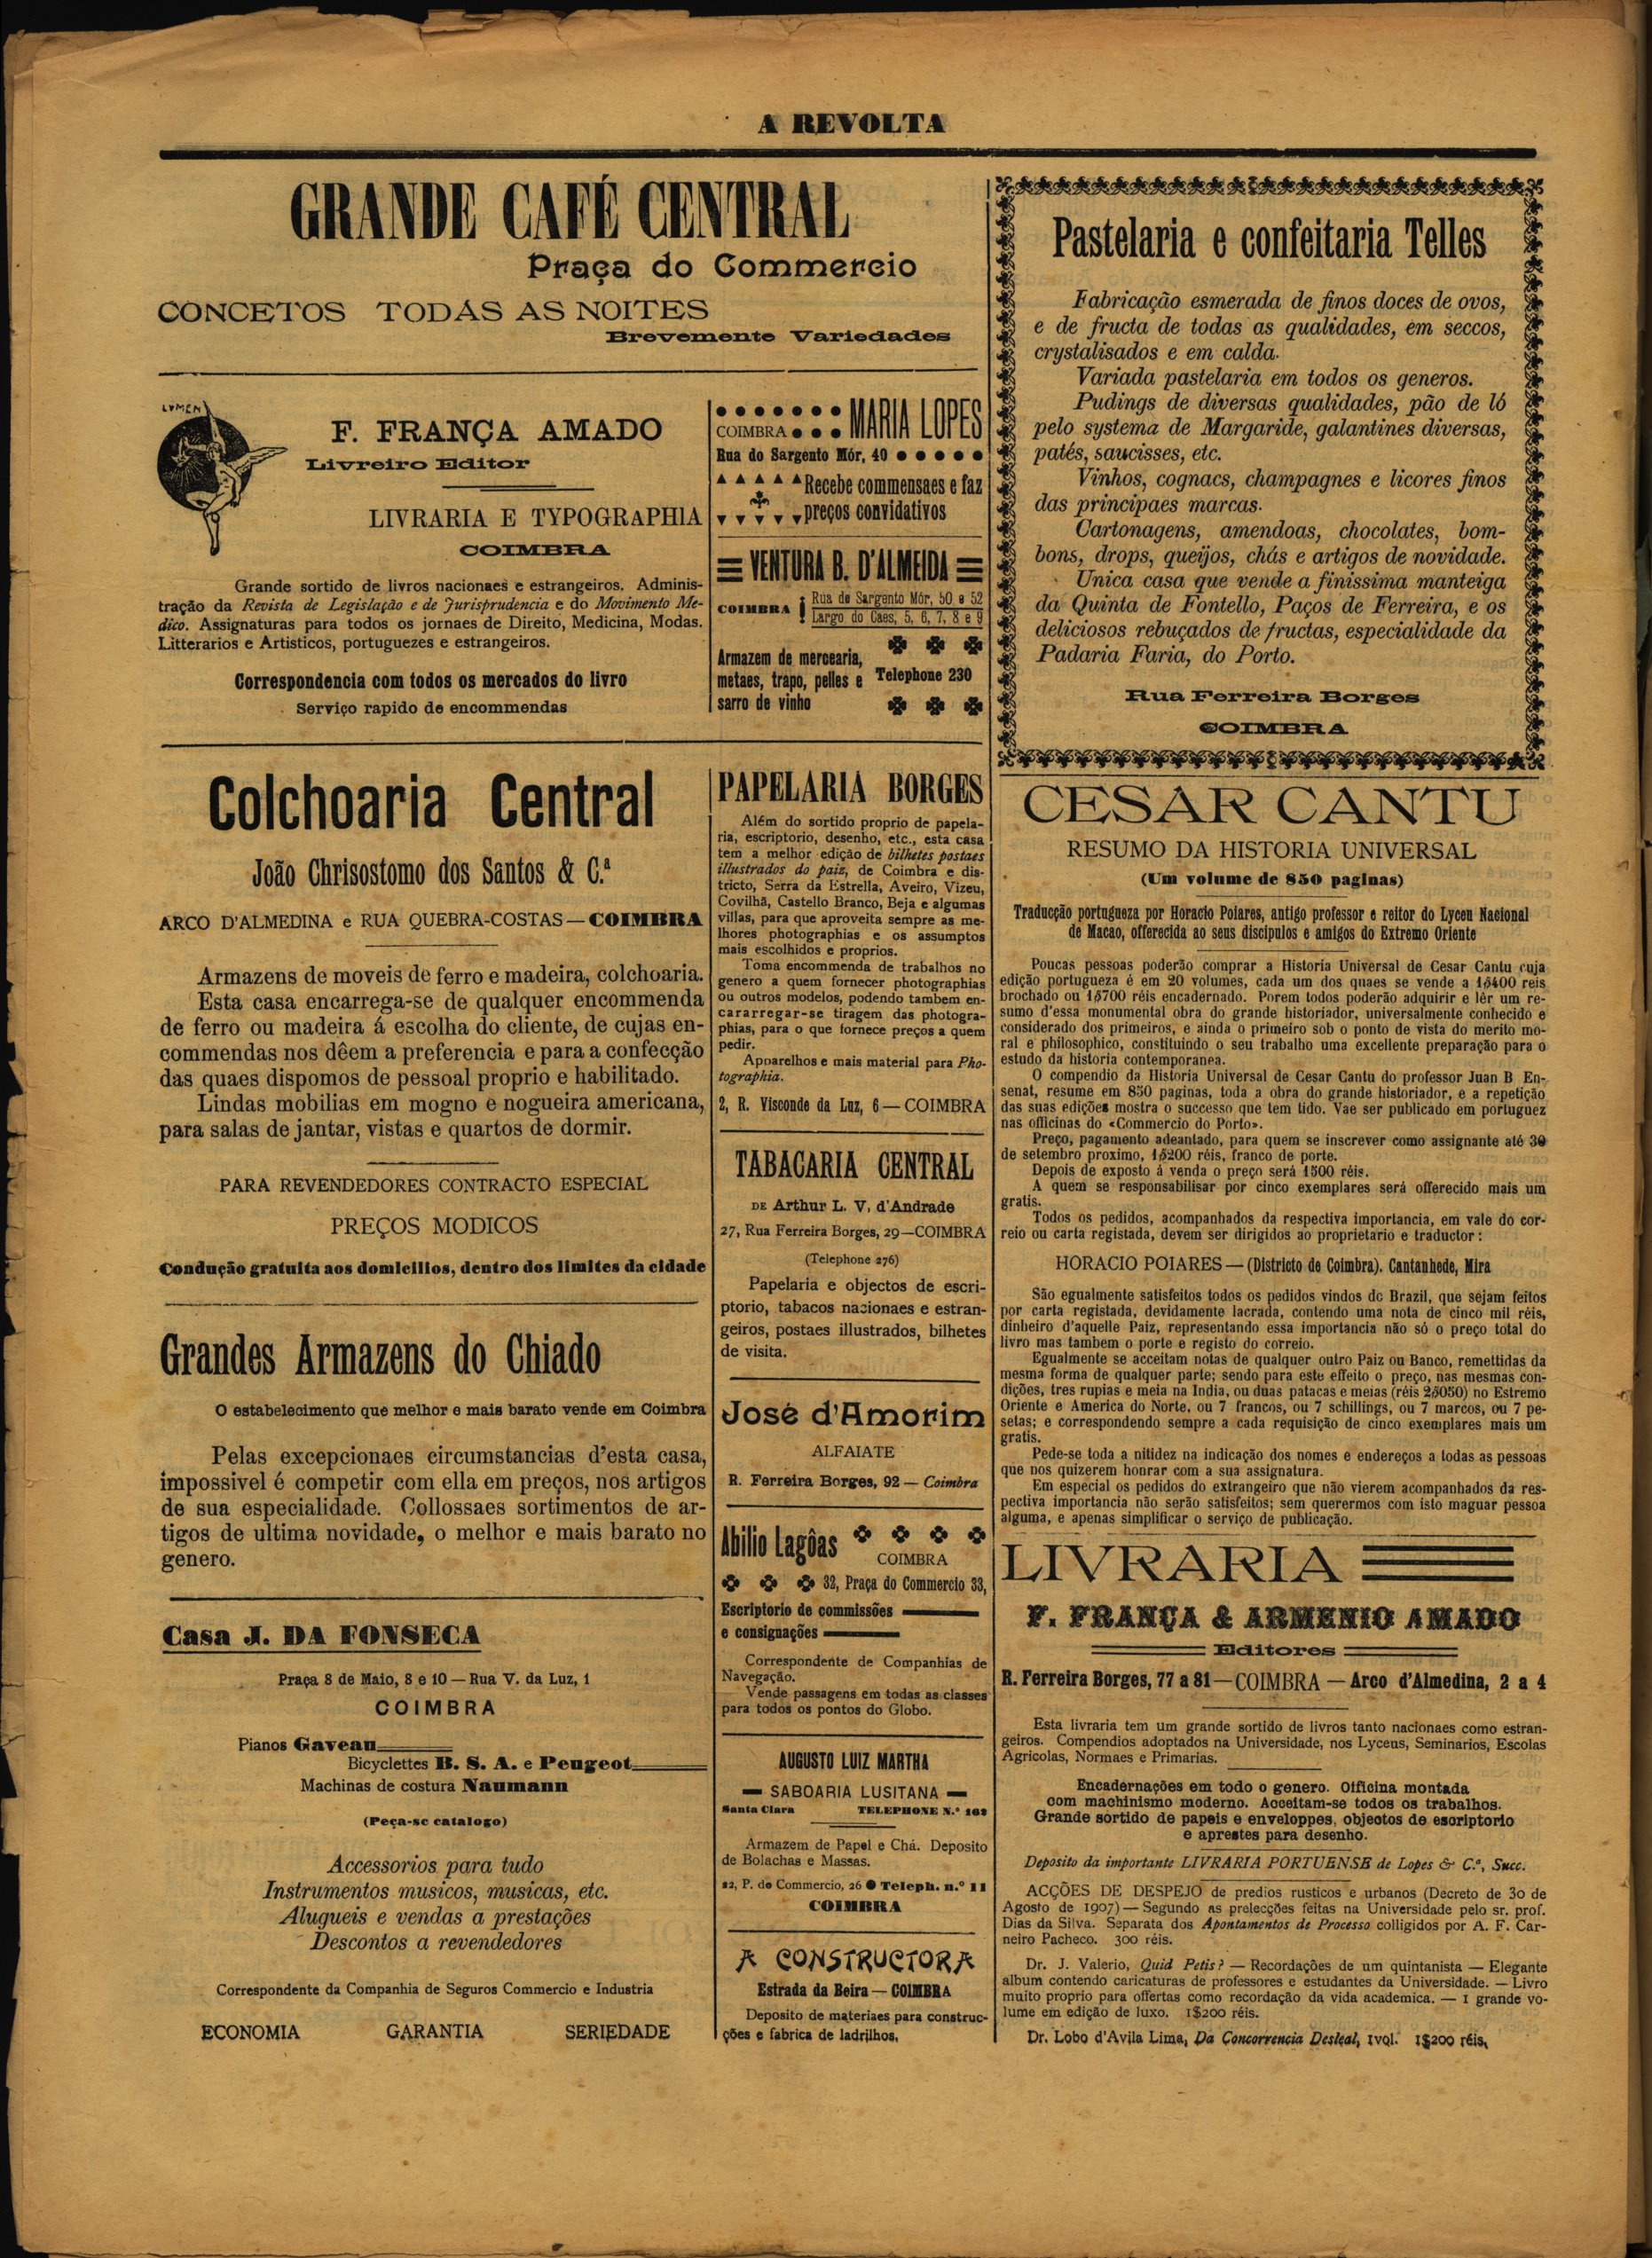 A REVOLTA
GRANDE CAFÉ CENTRAL
Praça do Commercio
CONCETOS TODAS AS NOITES
Brevemente Variedades
LVMEN
F. FRANÇA AMADO
Livreiro Editor
LIVRARIA E TYPOGRAPHIA
COIMBRA
Grande sortido de livros nacionaes e estrangeiros. Adminis-
tração da Revista de Legislação e de Jurisprudencia e do Movimento Me-
dico. Assignaturas para todos os jornaes de Direito, Medicina, Modas.
Litterarios e Artisticos, portuguezes e estrangeiros.
Correspondencia com todos os mercados do livro
Serviço rapido de encommendas
MARIA LOPES
COIMBRA
Rua do Sargento Mór, 40
Recebe commensaes e faz
preços convidativos
VENTURA B. D'ALMEIDA
COIMBRA
Rua de Sargento Mór, 50 e 52
Largo do Caes, 5, 6, 7, 8 e 9
Armazem de mercearia,
metaes, trapo, pelles e
sarro de vinho
Telephone 230
Colchoaria Central
João Chrisostomo dos Santos & C.ª
ARCO D'ALMEDINA e RUA QUEBRA-COSTAS — COIMBRA
Armazens de moveis de ferro e madeira, colchoaria.
Esta casa encarrega-se de qualquer encommenda
de ferro ou madeira á escolha do cliente, de cujas en-
commendas nos dêem a preferencia e para a confecção
das quaes dispomos de pessoal proprio e habilitado.
Lindas mobilias em mogno e nogueira americana,
para salas de jantar, vistas e quartos de dormir.
PARA REVENDEDORES CONTRACTO ESPECIAL
PREÇOS MODICOS
Condução gratuita aos domicilios, dentro dos limites da cidade
Grandes Armazens do Chiado
O estabelecimento que melhor e mais barato vende em Coimbra
Pelas excepcionaes circumstancias d'esta casa,
impossivel é competir com ella em preços, nos artigos
de sua especialidade. Collossaes sortimentos de ar-
tigos de ultima novidade, o melhor e mais barato no
genero.
Casa J. DA FONSECA
Praça 8 de Maio, 8 e 10 — Rua V. da Luz, 1
COIMBRA
Pianos Gaveau
Bicyclettes B. S. A. e Peugeot
Machinas de costura Naumann
(Peça-se catalogo)
Accessorios para tudo
Instrumentos musicos, musicas, etc.
Alugueis e vendas a prestações
Descontos a revendedores
Correspondente da Companhia de Seguros Commercio e Industria
ECONOMIA GARANTIA SERIEDADE
PAPELARIA BORGES
Além do sortido proprio de papela-
ria, escriptorio, desenho, etc., esta casa
tem a melhor edição de bilhetes postaes
illustrados do paiz, de Coimbra e dis-
tricto, Serra da Estrella, Aveiro, Vizeu,
Covilhã, Castello Branco, Beja e algumas
villas, para que aproveita sempre as me-
lhores photographias e os assumptos
mais escolhidos e proprios.
Toma encommenda de trabalhos no
genero a quem fornecer photographias
ou outros modelos, podendo tambem en-
cararregar-se tiragem das photogra-
phias, para o que fornece preços a quem
pedir.
Apparelhos e mais material para Pho-
tographia.
2, R. Visconde da Luz, 6 — COIMBRA
TABACARIA CENTRAL
DE Arthur L. V. d'Andrade
27, Rua Ferreira Borges, 29—COIMBRA
(Telephone 276)
Papelaria e objectos de escri-
ptorio, tabacos nacionaes e estran-
geiros, postaes illustrados, bilhetes
de visita.
José d'Amorim
ALFAIATE
R. Ferreira Borges, 92 — Coimbra
Abilio Lagôas
COIMBRA
32, Praça do Commercio 33,
Escriptorio de commissões
e consignações
Correspondente de Companhias de
Navegação.
Vende passagens em todas as classes
para todos os pontos do Globo.
AUGUSTO LUIZ MARTHA
SABOARIA LUSITANA
Santa Clara TELEPHONE N.º 162
Armazem de Papel e Chá. Deposito
de Bolachas e Massas.
22, P. do Commercio, 26 ● Teleph. n.º 11
COIMBRA
A CONSTRUCTORA
Estrada da Beira — COIMBRA
Deposito de materiaes para construc-
ções e fabrica de ladrilhos.
Pastelaria e confeitaria Telles
Fabricação esmerada de finos doces de ovos,
e de fructa de todas as qualidades, em seccos,
crystalisados e em calda.
Variada pastelaria em todos os generos.
Pudings de diversas qualidades, pão de ló
pelo systema de Margaride, galantines diversas,
patés, saucisses, etc.
Vinhos, cognacs, champagnes e licores finos
das principaes marcas.
Cartonagens, amendoas, chocolates, bom-
bons, drops, queijos, chás e artigos de novidade.
Unica casa que vende a finissima manteiga
da Quinta de Fontello, Paços de Ferreira, e os
deliciosos rebuçados de fructas, especialidade da
Padaria Faria, do Porto.
Rua Ferreira Borges
COIMBRA
CESAR CANTU
RESUMO DA HISTORIA UNIVERSAL
(Um volume de 850 paginas)
Traducção portugueza por Horacio Poiares, antigo professor e reitor do Lyceu Nacional
de Macao, offerecida ao seus discipulos e amigos do Extremo Oriente
Poucas pessoas poderão comprar a Historia Universal de Cesar Cantu cuja
edição portugueza é em 20 volumes, cada um dos quaes se vende a 1$400 reis
brochado ou 1$700 réis encadernado. Porem todos poderão adquirir e lêr um re-
sumo d'essa monumental obra do grande historiador, universalmente conhecido e
considerado dos primeiros, e ainda o primeiro sob o ponto de vista do merito mo-
ral e philosophico, constituindo o seu trabalho uma excellente preparação para o
estudo da historia contemporanea.
O compendio da Historia Universal de Cesar Cantu do professor Juan B En-
senat, resume em 850 paginas, toda a obra do grande historiador, e a repetição
das suas edições mostra o successo que tem tido. Vae ser publicado em portuguez
nas officinas do «Commercio do Porto».
Preço, pagamento adeantado, para quem se inscrever como assignante até 30
de setembro proximo, 1$200 réis, franco de porte.
Depois de exposto á venda o preço será 1500 réis.
A quem se responsabilisar por cinco exemplares será offerecido mais um
gratis.
Todos os pedidos, acompanhados da respectiva importancia, em vale do cor-
reio ou carta registada, devem ser dirigidos ao proprietario e traductor :
HORACIO POIARES — (Districto de Coimbra). Cantanhede, Mira
São egualmente satisfeitos todos os pedidos vindos do Brazil, que sejam feitos
por carta registada, devidamente lacrada, contendo uma nota de cinco mil réis,
dinheiro d'aquelle Paiz, representando essa importancia não só o preço total do
livro mas tambem o porte e registo do correio.
Egualmente se acceitam notas de qualquer outro Paiz ou Banco, remettidas da
mesma forma de qualquer parte; sendo para este effeito o preço, nas mesmas con-
dições, tres rupias e meia na India, ou duas patacas e meias (réis 2$050) no Estremo
Oriente e America do Norte, ou 7 francos, ou 7 schillings, ou 7 marcos, ou 7 pe-
setas; e correspondendo sempre a cada requisição de cinco exemplares mais um
gratis.
Pede-se toda a nitidez na indicação dos nomes e endereços a todas as pessoas
que nos quizerem honrar com a sua assignatura.
Em especial os pedidos do extrangeiro que não vierem acompanhados da res-
pectiva importancia não serão satisfeitos; sem querermos com isto maguar pessoa
alguma, e apenas simplificar o serviço de publicação.
LIVRARIA
F. FRANÇA & ARMENIO AMADO
Editores
R. Ferreira Borges, 77 a 81 — COIMBRA — Arco d'Almedina, 2 a 4
Esta livraria tem um grande sortido de livros tanto nacionaes como estran-
geiros. Compendios adoptados na Universidade, nos Lyceus, Seminarios, Escolas
Agricolas, Normaes e Primarias.
Encadernações em todo o genero. Officina montada
com machinismo moderno. Acceitam-se todos os trabalhos.
Grande sortido de papeis e enveloppes, objectos de escriptorio
e aprestes para desenho.
Deposito da importante LIVRARIA PORTUENSE de Lopes & C.ª, Succ.
ACÇÕES DE DESPEJO de predios rusticos e urbanos (Decreto de 30 de
Agosto de 1907) — Segundo as prelecções feitas na Universidade pelo sr. prof.
Dias da Silva. Separata dos Apontamentos de Processo colligidos por A. F. Car-
neiro Pacheco. 300 réis.
Dr. J. Valerio, Quid Petis? — Recordações de um quintanista — Elegante
album contendo caricaturas de professores e estudantes da Universidade. — Livro
muito proprio para offertas como recordação da vida academica. — 1 grande vo-
lume em edição de luxo. 1$200 réis.
Dr. Lobo d'Avila Lima, Da Concorrencia Desleal, 1 vol. 1$200 réis,